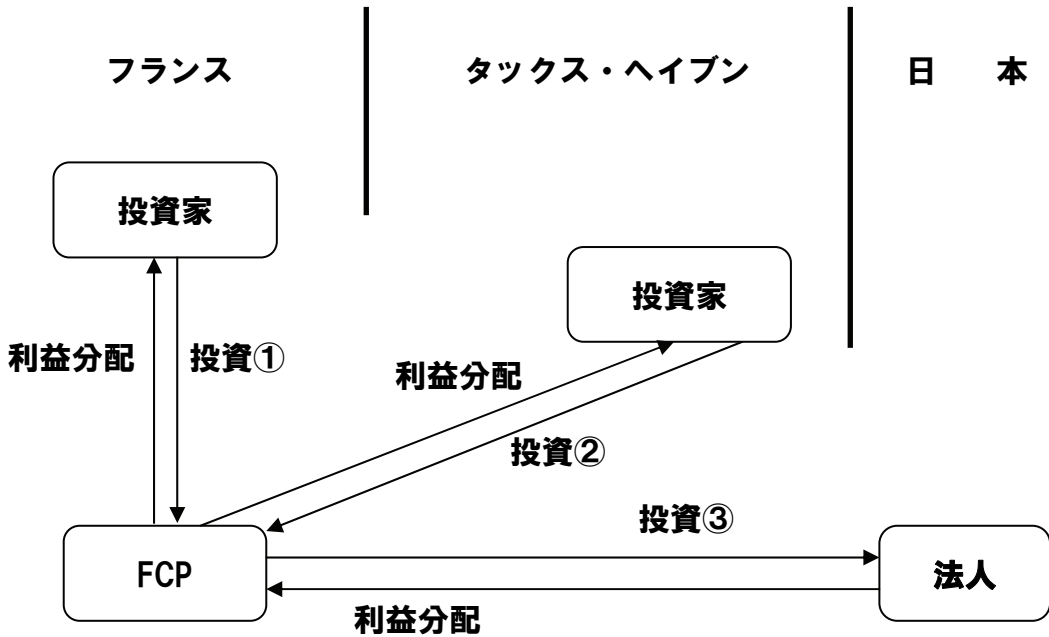 フランス
タックス・ヘイブン
日　本
投資家
投資家
利益分配
投資①
利益分配
投資②
投資③
FCP
法人
利益分配